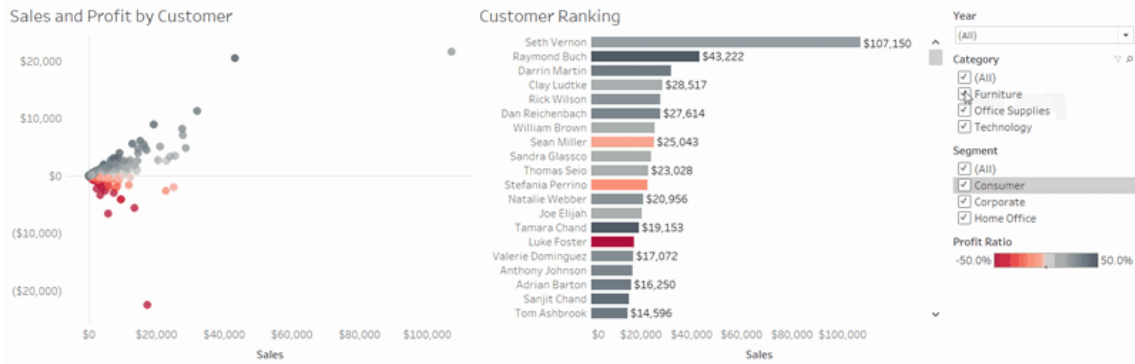 Sales and Profit by Customer
$20,000
$10,000
$0
($10,000)
($20,000)
$0
$20,000
$40,000
$60,000
$80,000
$100,000
Sales
Customer Ranking
Seth Vernon $107,150
Raymond Buch $43,222
Darrin Martin
Clay Ludtke $28,517
Rick Wilson
Dan Reichenbach $27,614
William Brown
Sean Miller $25,043
Sandra Glassco
Thomas Seio $23,028
Stefania Perrino
Natalie Webber $20,956
Joe Elijah
Tamara Chand $19,153
Luke Foster
Valerie Dominguez $17,072
Anthony Johnson
Adrian Barton $16,250
Sanjit Chand
Tom Ashbrook $14,596
$0
$20,000
$40,000
$60,000
$80,000
$100,000
Sales
Year
(All)
Category
(All)
Furniture
Office Supplies
Technology
Segment
(All)
Consumer
Corporate
Home Office
Profit Ratio
-50.0% 50.0%